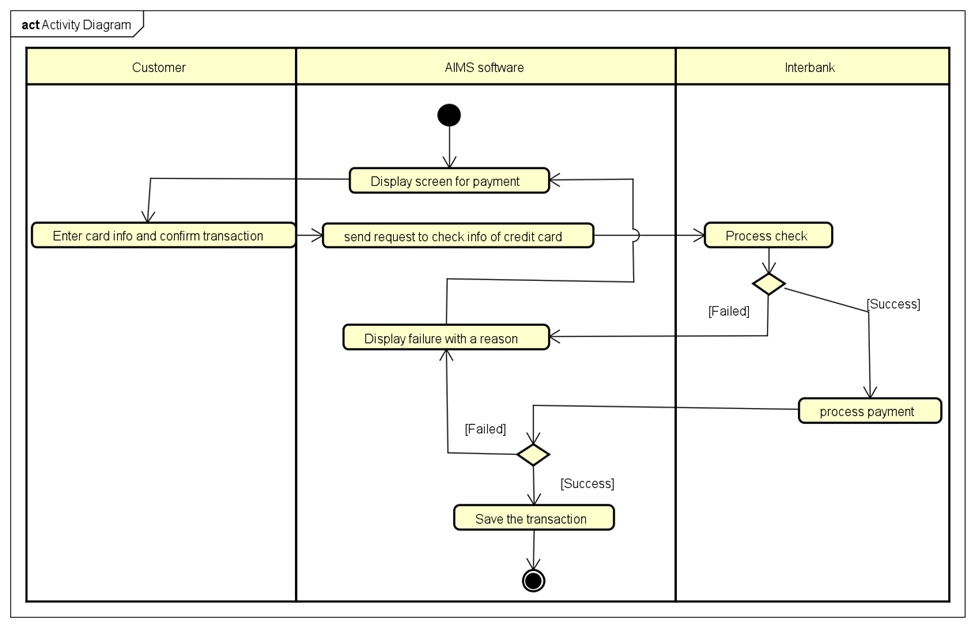 act Activity Diagram
Customer
AIMS software
Interbank
Display screen for payment
Enter card info and confirm transaction
send request to check info of credit card
Process check
[Failed]
[Success]
Display failure with a reason
process payment
[Failed]
[Success]
Save the transaction